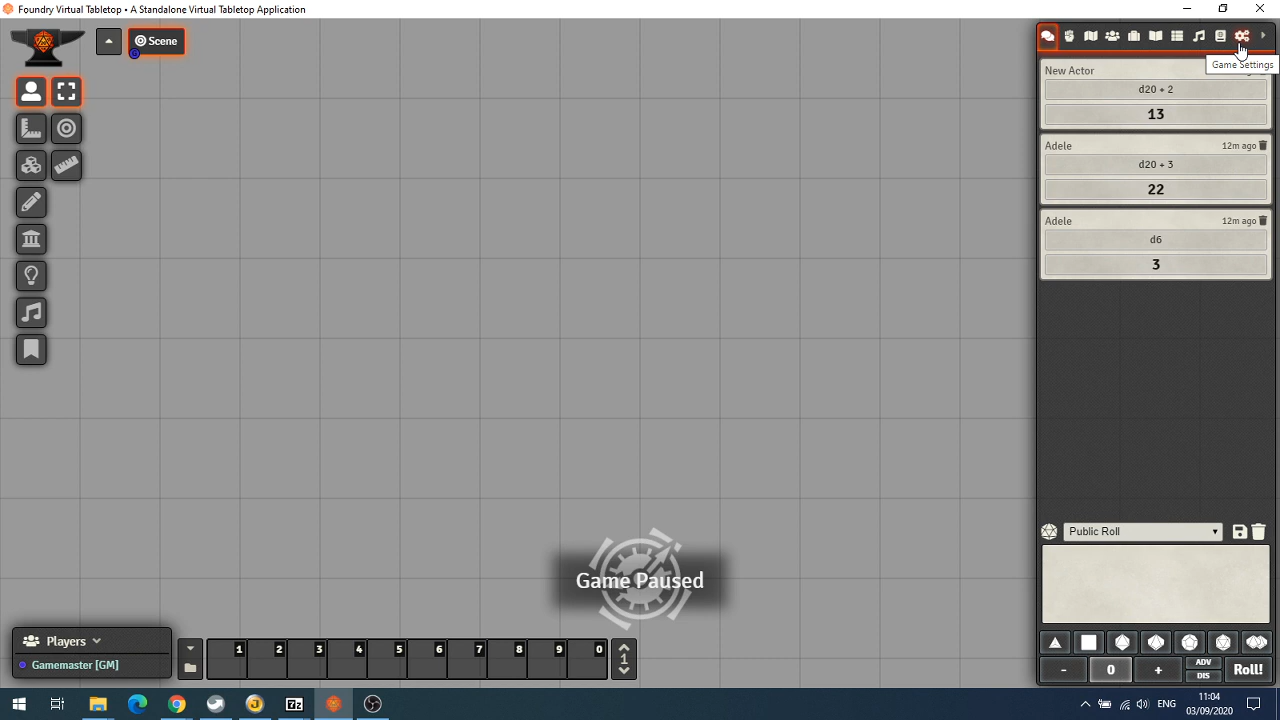 Foundry Virtual Tabletop • A Standalone Virtual Tabletop Application
Scene
G
Game Settings
New Actor
d20 + 2
13
Adele
12m ago
d20 + 3
22
Adele
12m ago
d6
3
Game Paused
Public Roll
Players
Gamemaster [GM]
1 2 3 4 5 6 7 8 9 0
1
- 0 + ADV DIS Roll!
7z
ENG
11:04
03/09/2020